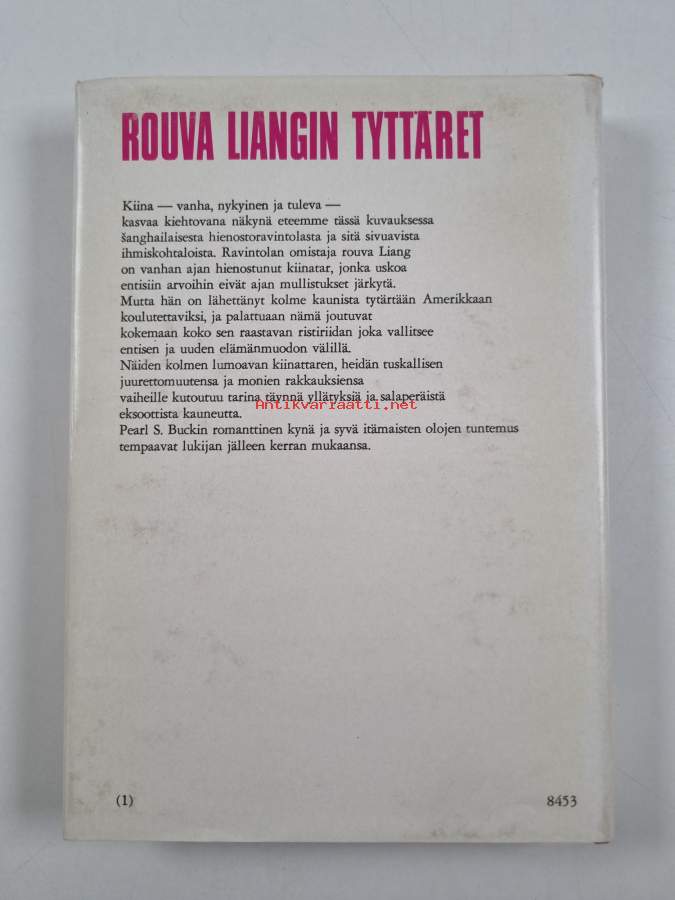 ROUVA LIANGIN TYTTÄRET
Kiina — vanha, nykyinen ja tuleva —
kasvaa kiehtovana näkynä eteemme tässä kuvauksessa
šanghailaisesta hienostoravintolasta ja sitä sivuavista
ihmiskohtaloista. Ravintolan omistaja rouva Liang
on vanhan ajan hienostunut kiinatar, jonka uskoa
entisiin arvoihin eivät ajan mullistukset järkytä.
Mutta hän on lähettänyt kolme kaunista tytärtään Amerikkaan
koulutettaviksi, ja palattuaan nämä joutuvat
kokemaan koko sen raastavan ristiriidan joka vallitsee
entisen ja uuden elämänmuodon välillä.
Näiden kolmen lumoavan kiinattaren, heidän tuskallisen
juurettomuutensa ja monien rakkauksiensa
vaiheille kutoutuu tarina täynnä yllätyksiä ja salaperäistä
Antikvariaatti.net
eksoottista kauneutta.
Pearl S. Buckin romanttinen kynä ja syvä itämaisten olojen tuntemus
tempaavat lukijan jälleen kerran mukaansa.
(1) 8453